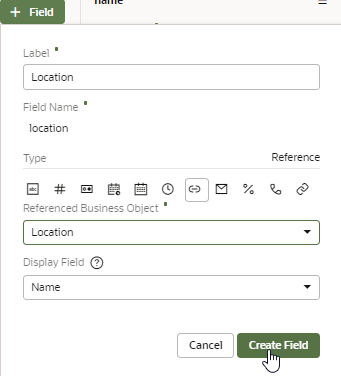 + Field
name
Label
Location
Field Name
location
Type Reference
abc # %
Referenced Business Object
Location
Display Field ?
Name
Cancel Create Field